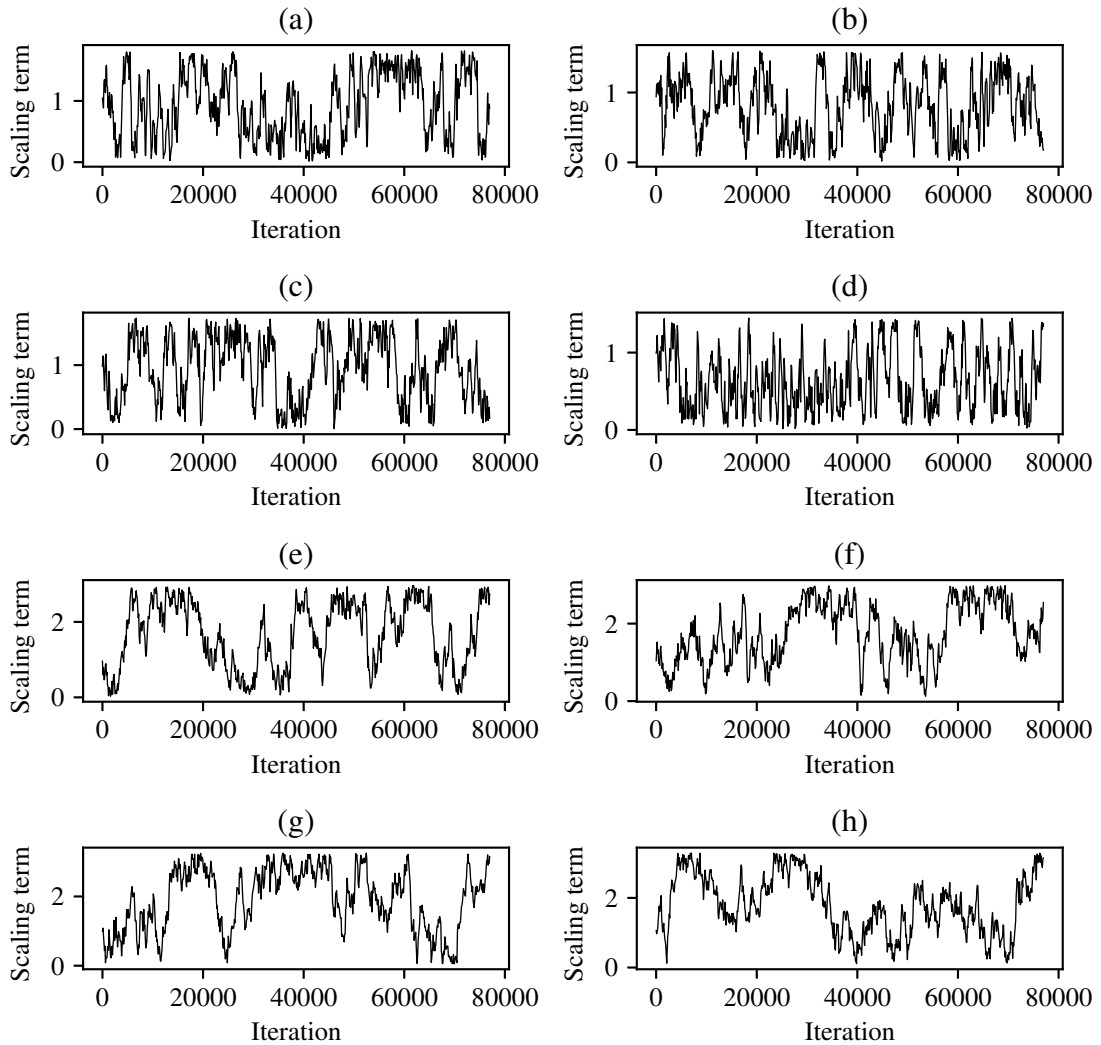 (a) (b)
Scaling term 1 0 Scaling term 1 0
0 20000 40000 60000 80000 0 20000 40000 60000 80000
Iteration Iteration
(c) (d)
Scaling term 1 0 Scaling term 1 0
0 20000 40000 60000 80000 0 20000 40000 60000 80000
Iteration Iteration
(e) (f)
Scaling term 2 0 Scaling term 2 0
0 20000 40000 60000 80000 0 20000 40000 60000 80000
Iteration Iteration
(g) (h)
Scaling term 2 0 Scaling term 2 0
0 20000 40000 60000 80000 0 20000 40000 60000 80000
Iteration Iteration